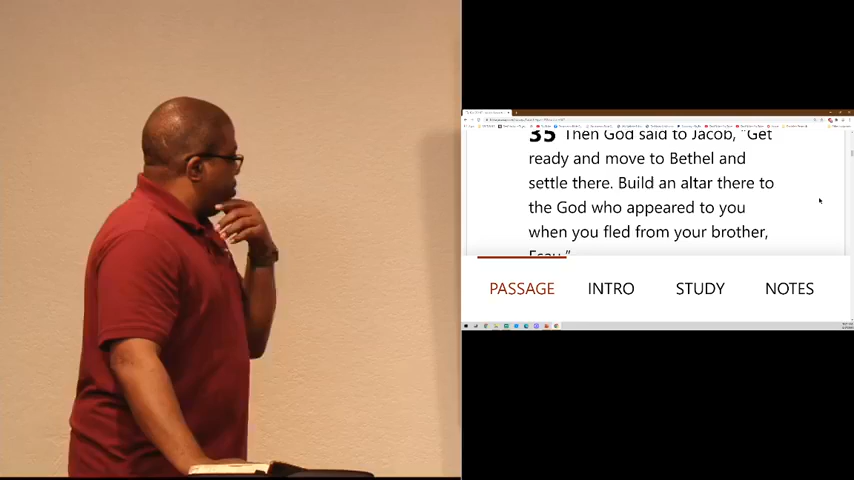 35 Then God said to Jacob, "Get
ready and move to Bethel and
settle there. Build an altar there to
the God who appeared to you
when you fled from your brother,
Esau."
PASSAGE INTRO STUDY NOTES